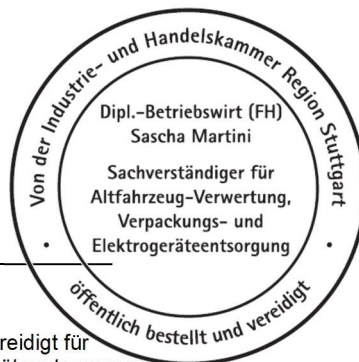 Von der Industrie- und Handelskammer Region Stuttgart
Dipl.-Betriebswirt (FH)
Sascha Martini
Sachverständiger für
Altfahrzeug-Verwertung,
Verpackungs- und
Elektrogeräteentsorgung
öffentlich bestellt und vereidigt
reidigt für